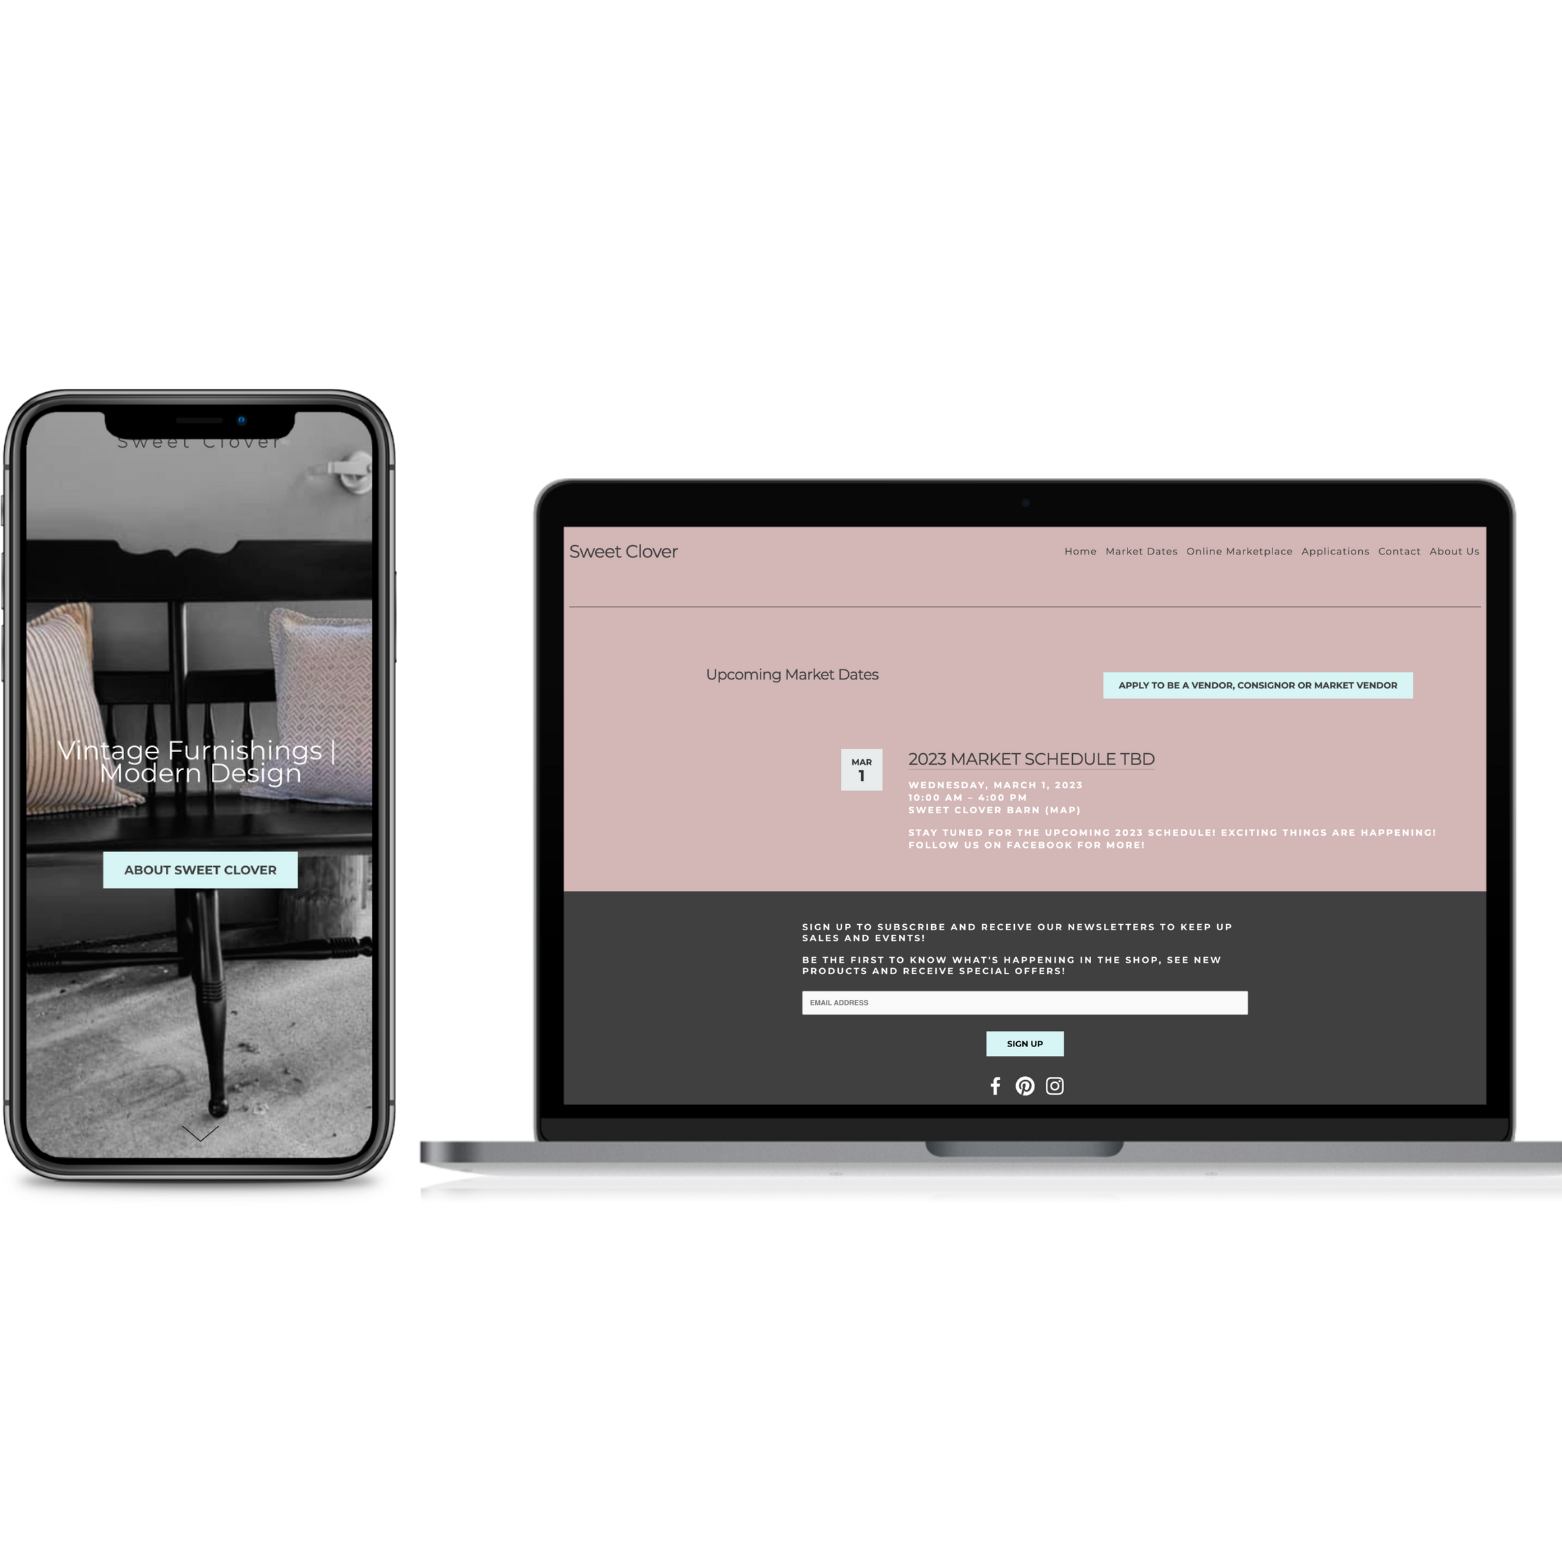 Sweet Clover
Vintage Furnishings |
Modern Design
ABOUT SWEET CLOVER
Sweet Clover
Home Market Dates Online Marketplace Applications Contact About Us
Upcoming Market Dates
APPLY TO BE A VENDOR, CONSIGNOR OR MARKET VENDOR
MAR
1
2023 MARKET SCHEDULE TBD
WEDNESDAY, MARCH 1, 2023
10:00 AM – 4:00 PM
SWEET CLOVER BARN (MAP)
STAY TUNED FOR THE UPCOMING 2023 SCHEDULE! EXCITING THINGS ARE HAPPENING!
FOLLOW US ON FACEBOOK FOR MORE!
SIGN UP TO SUBSCRIBE AND RECEIVE OUR NEWSLETTERS TO KEEP UP
SALES AND EVENTS!
BE THE FIRST TO KNOW WHAT'S HAPPENING IN THE SHOP, SEE NEW
PRODUCTS AND RECEIVE SPECIAL OFFERS!
EMAIL ADDRESS
SIGN UP